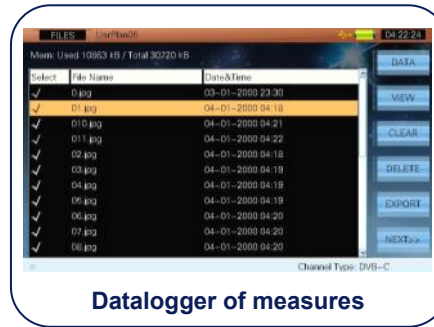 FILES UsrPlan06 04:22:24
Mem: Used 10863 kB / Total 30720 kB
Select File Name Date&Time
0.jpg 03-01-2000 23:30
01.jpg 04-01-2000 04:18
010.jpg 04-01-2000 04:21
011.jpg 04-01-2000 04:22
02.jpg 04-01-2000 04:18
03.jpg 04-01-2000 04:19
04.jpg 04-01-2000 04:19
05.jpg 04-01-2000 04:19
06.jpg 04-01-2000 04:20
07.jpg 04-01-2000 04:20
08.jpg 04-01-2000 04:20
DATA
VIEW
CLEAR
DELETE
EXPORT
NEXT>>
Channel Type: DVB-C
Datalogger of measures